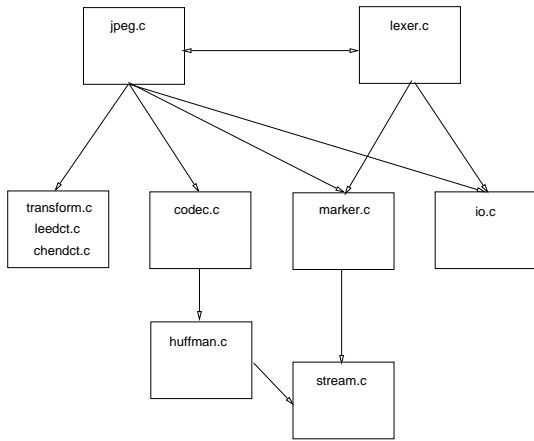 jpeg.c
lexer.c
transform.c
leedct.c
chendct.c
codec.c
marker.c
io.c
huffman.c
stream.c